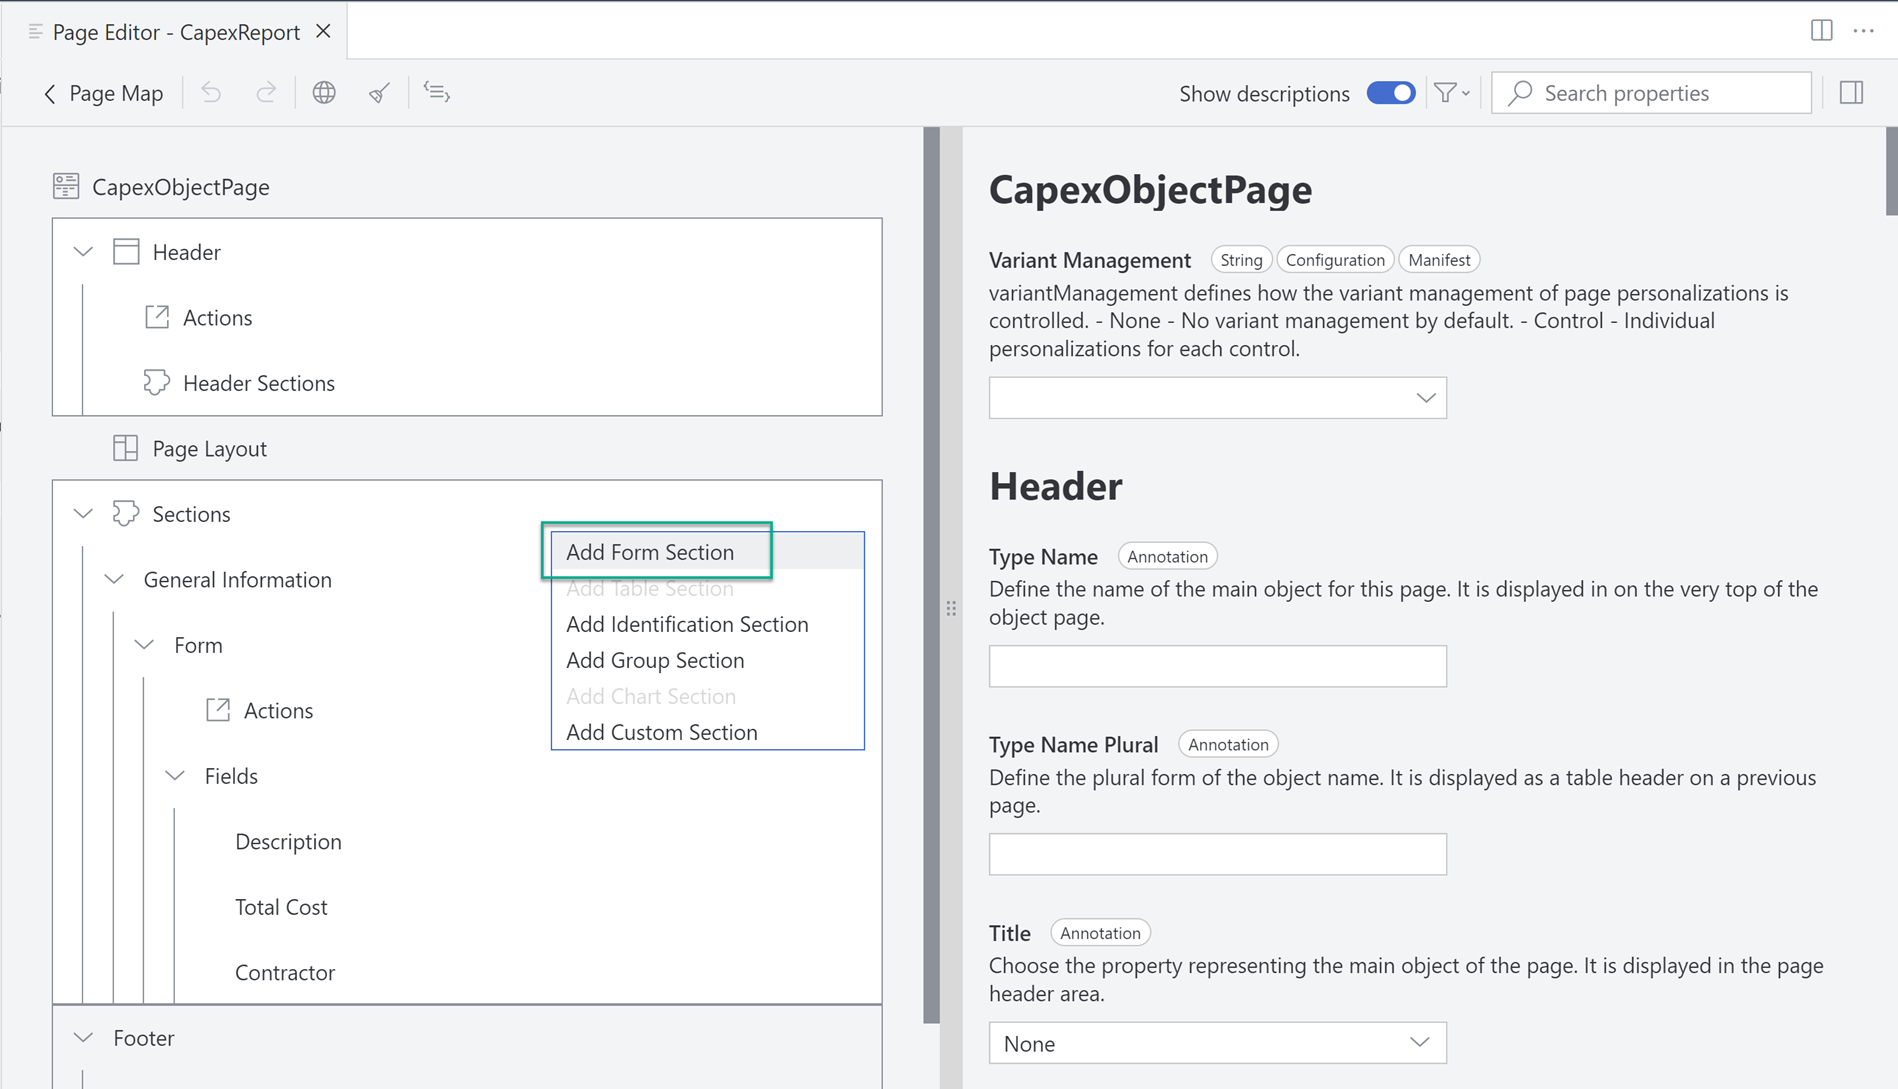 Page Editor - CapexReport
Page Map
Show descriptions
Search properties
CapexObjectPage
Header
Actions
Header Sections
Page Layout
Sections
General Information
Form
Actions
Fields
Description
Total Cost
Contractor
Footer
Add Form Section
Add Table Section
Add Identification Section
Add Group Section
Add Chart Section
Add Custom Section
CapexObjectPage
Variant Management String Configuration Manifest
variantManagement defines how the variant management of page personalizations is
controlled. - None - No variant management by default. - Control - Individual
personalizations for each control.
Header
Type Name Annotation
Define the name of the main object for this page. It is displayed in on the very top of the
object page.
Type Name Plural Annotation
Define the plural form of the object name. It is displayed as a table header on a previous
page.
Title Annotation
Choose the property representing the main object of the page. It is displayed in the page
header area.
None